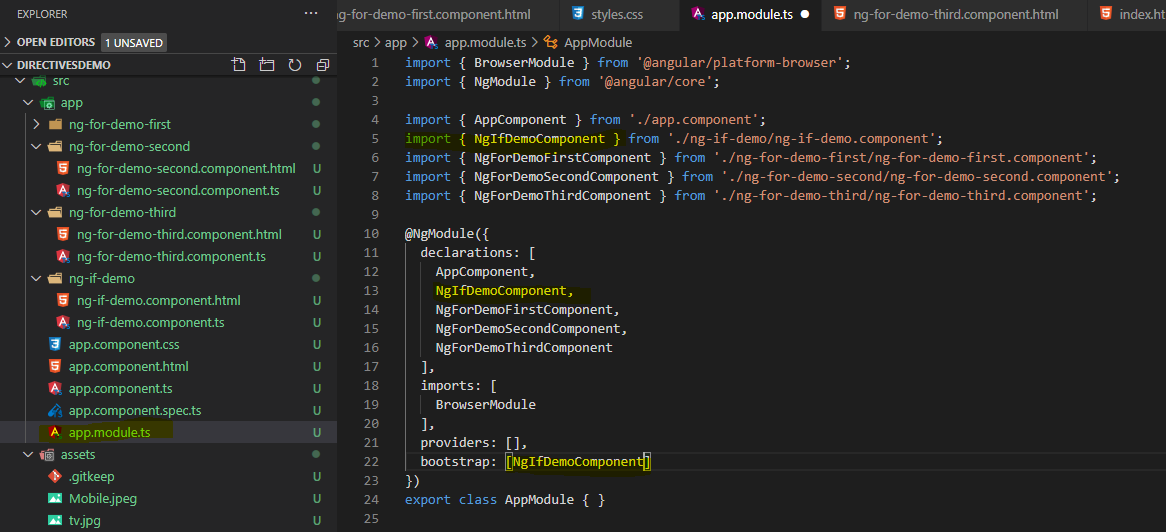 EXPLORER ...
OPEN EDITORS 1 UNSAVED
DIRECTIVESDEMO
src
app
ng-for-demo-first
ng-for-demo-second
ng-for-demo-second.component.html U
ng-for-demo-second.component.ts U
ng-for-demo-third
ng-for-demo-third.component.html U
ng-for-demo-third.component.ts U
ng-if-demo
ng-if-demo.component.html U
ng-if-demo.component.ts U
app.component.css U
app.component.html U
app.component.ts U
app.component.spec.ts U
app.module.ts U
assets
.gitkeep U
Mobile.jpeg U
tv.jpg U
ng-for-demo-first.component.html styles.css app.module.ts ● ng-for-demo-third.component.html index.ht
src > app > app.module.ts > AppModule
1 import { BrowserModule } from '@angular/platform-browser';
2 import { NgModule } from '@angular/core';
3
4 import { AppComponent } from './app.component';
5 import { NgIfDemoComponent } from './ng-if-demo/ng-if-demo.component';
6 import { NgForDemoFirstComponent } from './ng-for-demo-first/ng-for-demo-first.component';
7 import { NgForDemoSecondComponent } from './ng-for-demo-second/ng-for-demo-second.component';
8 import { NgForDemoThirdComponent } from './ng-for-demo-third/ng-for-demo-third.component';
9
10 @NgModule({
11 declarations: [
12 AppComponent,
13 NgIfDemoComponent,
14 NgForDemoFirstComponent,
15 NgForDemoSecondComponent,
16 NgForDemoThirdComponent
17 ],
18 imports: [
19 BrowserModule
20 ],
21 providers: [],
22 bootstrap: [NgIfDemoComponent]
23 })
24 export class AppModule { }
25